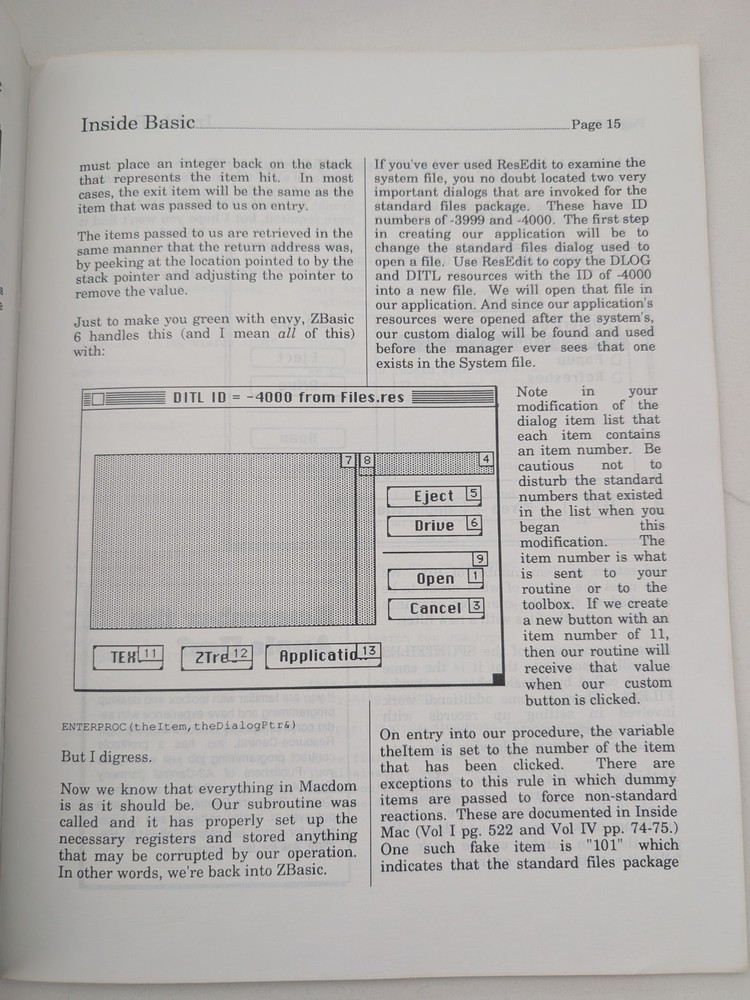 Inside Basic
Page 15
must place an integer back on the stack
that represents the item hit. In most
cases, the exit item will be the same as the
item that was passed to us on entry.
The items passed to us are retrieved in the
same manner that the return address was,
by peeking at the location pointed to by the
stack pointer and adjusting the pointer to
remove the value.
Just to make you green with envy, ZBasic
6 handles this (and I mean all of this)
with:
If you've ever used ResEdit to examine the
system file, you no doubt located two very
important dialogs that are invoked for the
standard files package. These have ID
numbers of -3999 and -4000. The first step
in creating our application will be to
change the standard files dialog used to
open a file. Use ResEdit to copy the DLOG
and DITL resources with the ID of -4000
into a new file. We will open that file in
our application. And since our application's
resources were opened after the system's,
our custom dialog will be found and used
before the manager ever sees that one
exists in the System file.
DITL ID = -4000 from Files.res
7 8 4
Eject 5
Drive 6
9
Open 1
Cancel 3
TEX 11 ZTre 12 Applicatio 13
Note in your
modification of the
dialog item list that
each item contains
an item number. Be
cautious not to
disturb the standard
numbers that existed
in the list when you
began this
modification. The
item number is what
is sent to your
routine or to the
toolbox. If we create
a new button with an
item number of 11,
then our routine will
receive that value
when our custom
button is clicked.
ENTERPROC(theItem,theDialogPtr&)
But I digress.
Now we know that everything in Macdom
is as it should be. Our subroutine was
called and it has properly set up the
necessary registers and stored anything
that may be corrupted by our operation.
In other words, we're back into ZBasic.
On entry into our procedure, the variable
theItem is set to the number of the item
that has been clicked. There are
exceptions to this rule in which dummy
items are passed to force non-standard
reactions. These are documented in Inside
Mac (Vol I pg. 522 and Vol IV pp. 74-75.)
One such fake item is "101" which
indicates that the standard files package